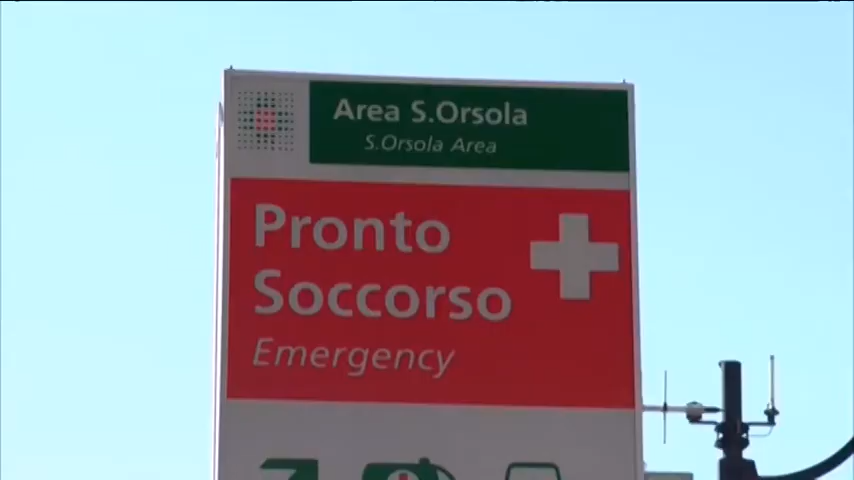 Area S.Orsola
S.Orsola Area
Pronto
Soccorso
Emergency